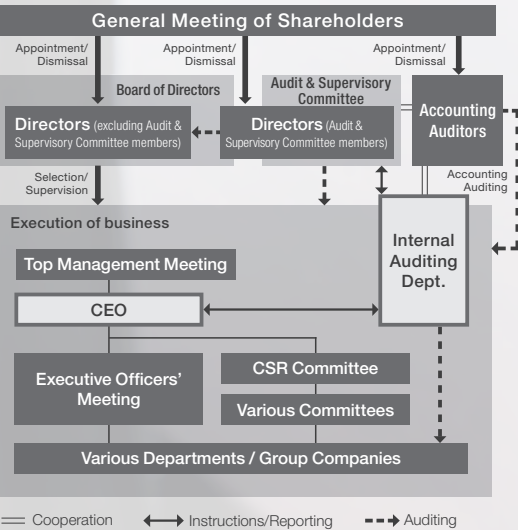 General Meeting of Shareholders
Appointment/
Dismissal
Appointment/
Dismissal
Appointment/
Dismissal
Board of Directors
Audit & Supervisory
Committee
Directors (excluding Audit &
Supervisory Committee members)
Directors (Audit &
Supervisory Committee members)
Accounting
Auditors
Selection/
Supervision
Accounting
Auditing
Execution of business
Internal
Auditing
Dept.
Top Management Meeting
CEO
Executive Officers'
Meeting
CSR Committee
Various Committees
Various Departments / Group Companies
Cooperation
Instructions/Reporting
Auditing